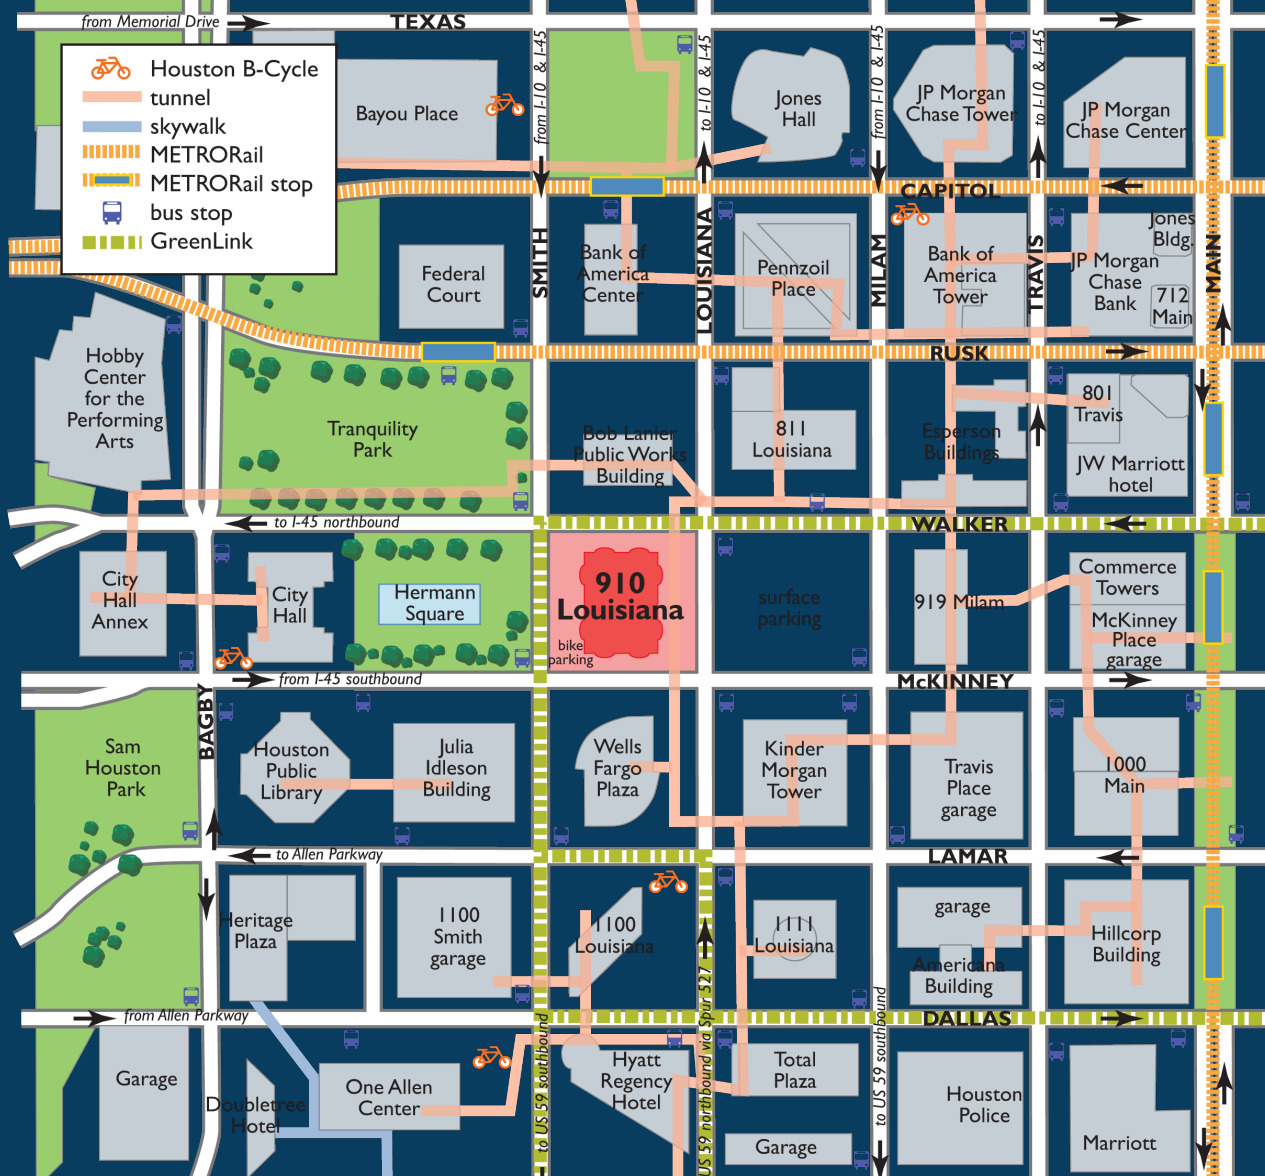 from Memorial Drive
TEXAS
Houston B-Cycle
tunnel
skywalk
METRORail
METRORail stop
bus stop
GreenLink
Bayou Place
from I-10 & I-45
to I-10 & I-45
Jones
Hall
from I-10 & I-45
JP Morgan
Chase Tower
to I-10 & I-45
JP Morgan
Chase Center
CAPITOL
SMITH
LOUISIANA
MILAM
TRAVIS
MAIN
Federal
Court
Bank of
America
Center
Pennzoil
Place
Bank of
America
Tower
Jones
Bldg.
JP Morgan
Chase
Bank
712
Main
RUSK
Hobby
Center
for the
Performing
Arts
Tranquility
Park
Bob Lanier
Public Works
Building
811
Louisiana
Esperson
Buildings
801
Travis
JW Marriott
hotel
to I-45 northbound
WALKER
City
Hall
Annex
City
Hall
Hermann
Square
910
Louisiana
bike
parking
surface
parking
919 Milam
Commerce
Towers
McKinney
Place
garage
from I-45 southbound
McKINNEY
BAGBY
Sam
Houston
Park
Houston
Public
Library
Julia
Idleson
Building
Wells
Fargo
Plaza
Kinder
Morgan
Tower
Travis
Place
garage
1000
Main
to Allen Parkway
LAMAR
Heritage
Plaza
1100
Smith
garage
1100
Louisiana
1111
Louisiana
garage
Americana
Building
Hillcorp
Building
from Allen Parkway
DALLAS
to US 59 southbound
US 59 northbound via Spur 527
to US 59 southbound
Garage
Doubletree
Hotel
One Allen
Center
Hyatt
Regency
Hotel
Total
Plaza
Garage
Houston
Police
Marriott